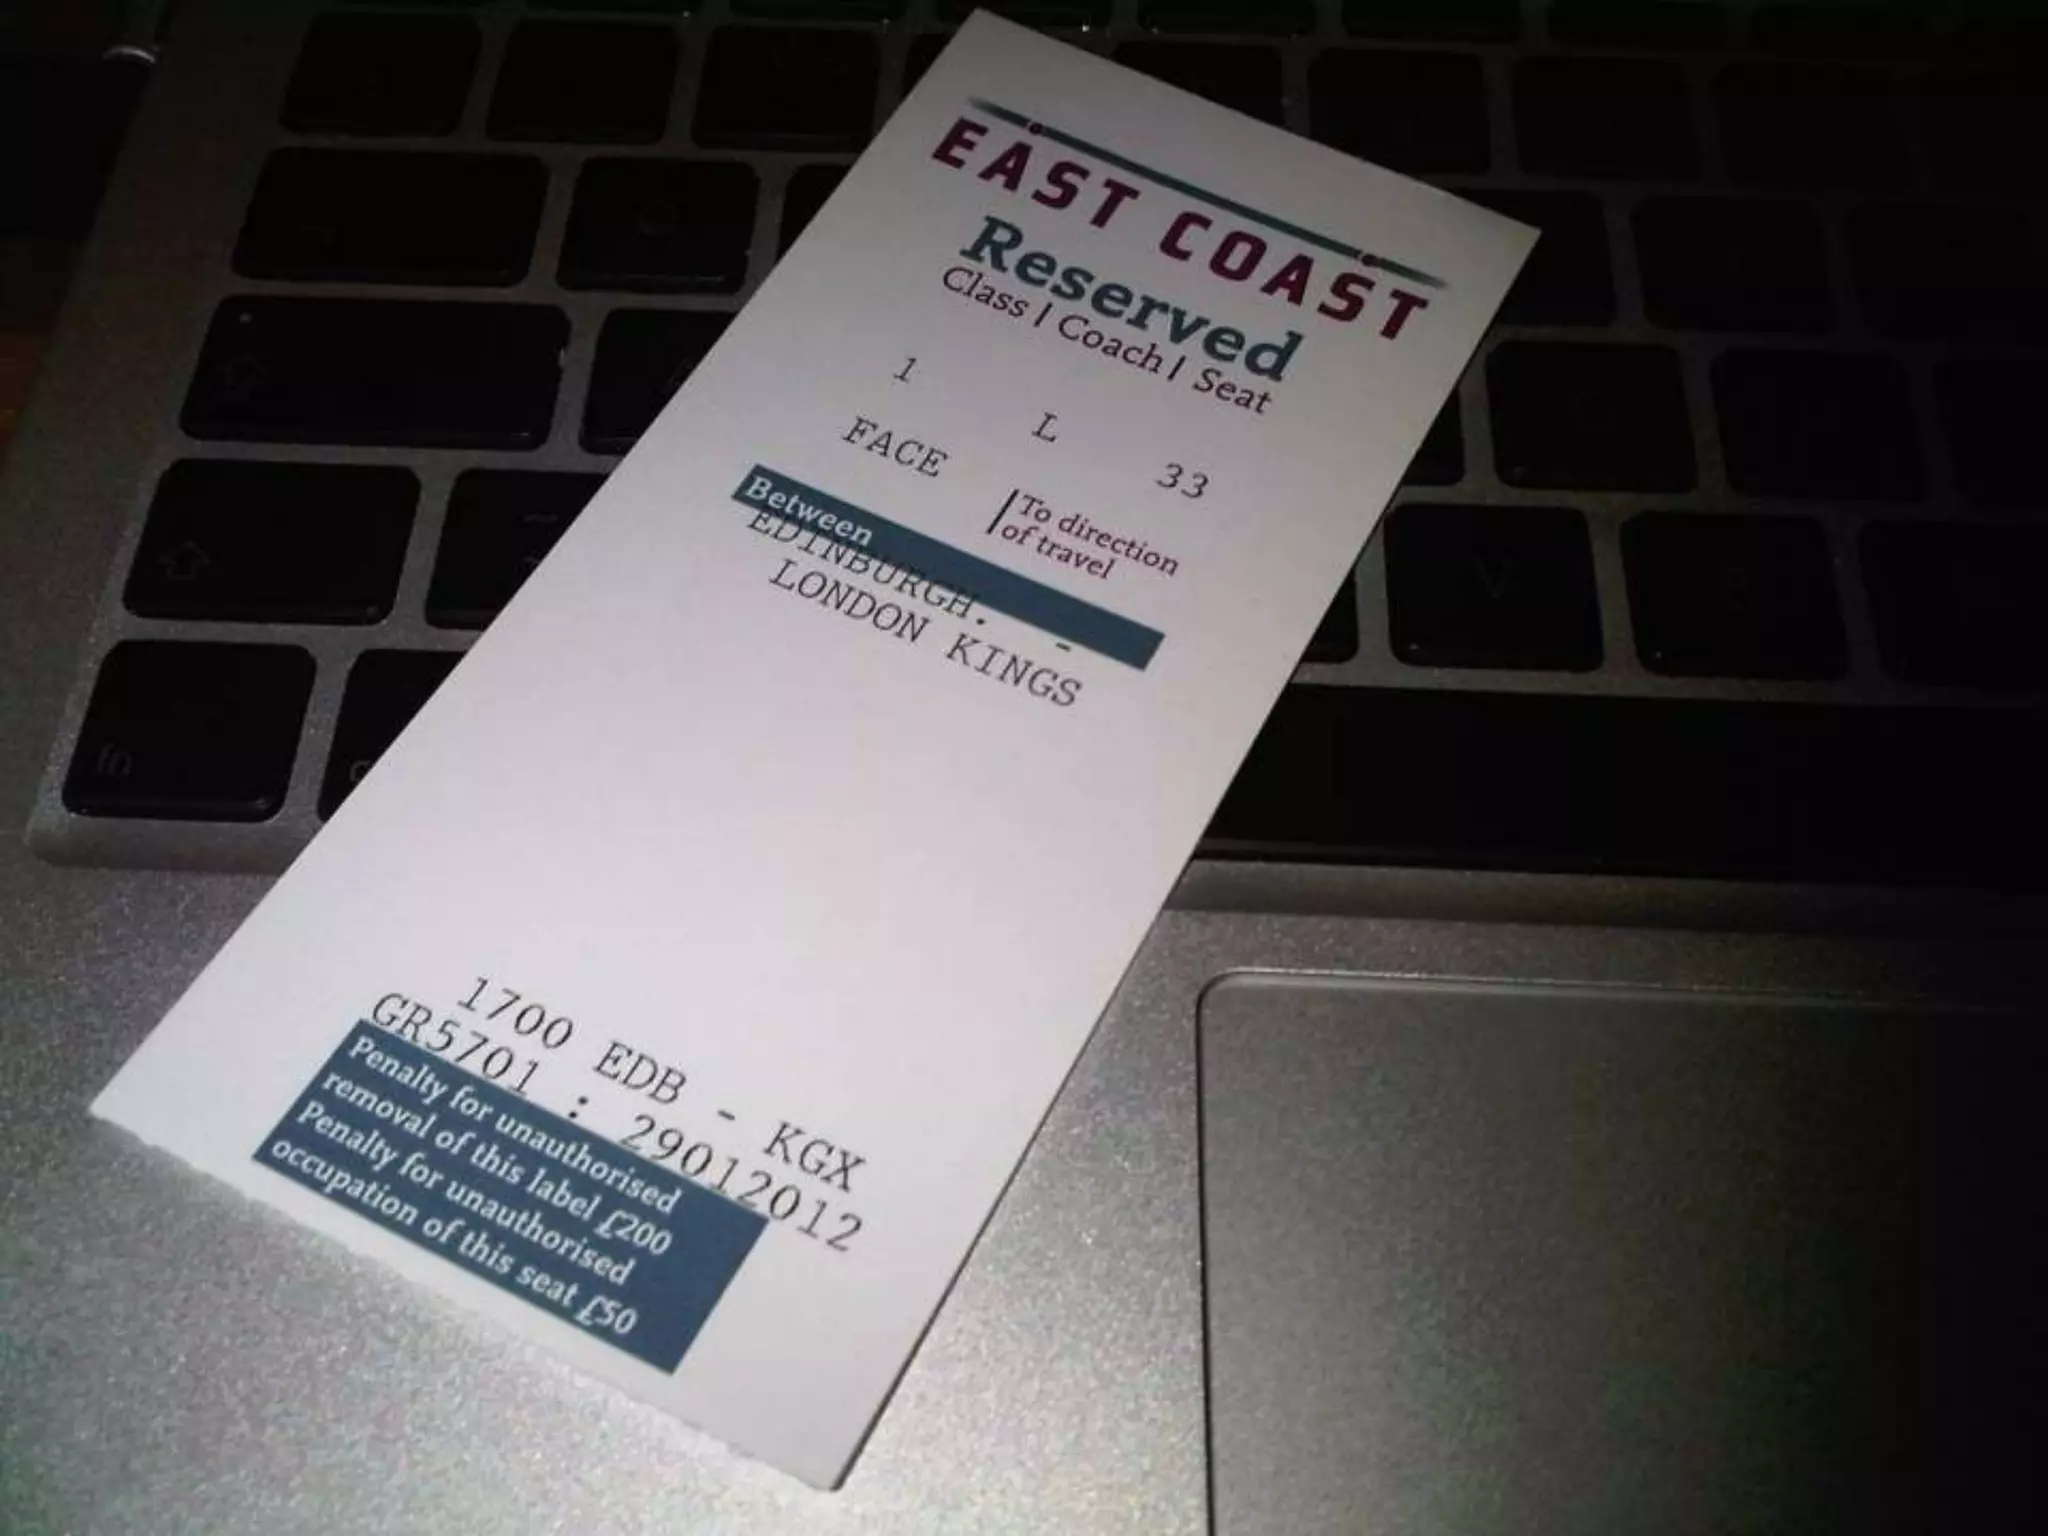 EAST COAST
Reserved
Class | Coach | Seat
1 L 33
FACE
To direction
of travel
Between
EDINBURGH. -
LONDON KINGS
1700 EDB - KGX
GR5701 : 29012012
Penalty for unauthorised
removal of this label £200
Penalty for unauthorised
occupation of this seat £50
V
fn